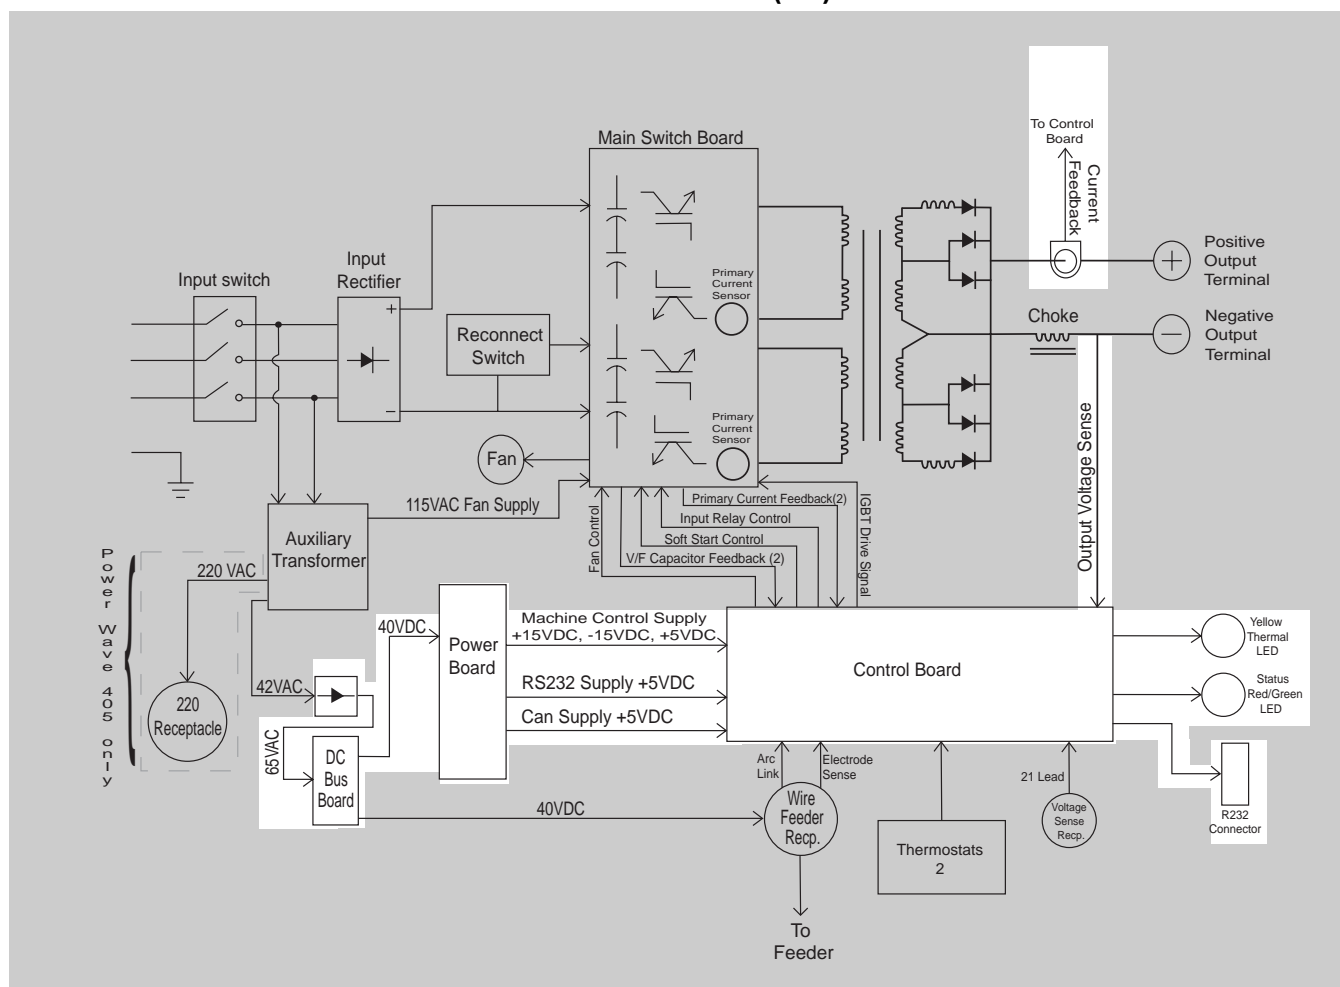 To Control
Board
Current
Feedback
Main Switch Board
Input
Rectifier
Input switch
+
−
Reconnect
Switch
Primary
Current
Sensor
Primary
Current
Sensor
Choke
+
Positive
Output
Terminal
−
Negative
Output
Terminal
Fan
115VAC Fan Supply
Auxiliary
Transformer
220 VAC
Power Wave 405 only
220
Receptacle
42VAC
65VAC
DC
Bus
Board
40VDC
Power
Board
Fan Control
Primary Current Feedback(2)
Input Relay Control
Soft Start Control
V/F Capacitor Feedback (2)
IGBT Drive Signal
Output Voltage Sense
Machine Control Supply
+15VDC, -15VDC, +5VDC
RS232 Supply +5VDC
Can Supply +5VDC
Control Board
Yellow
Thermal
LED
Status
Red/Green
LED
R232
Connector
40VDC
Arc
Link
Electrode
Sense
Wire
Feeder
Recp.
To
Feeder
Thermostats
2
21 Lead
Voltage
Sense
Recp.